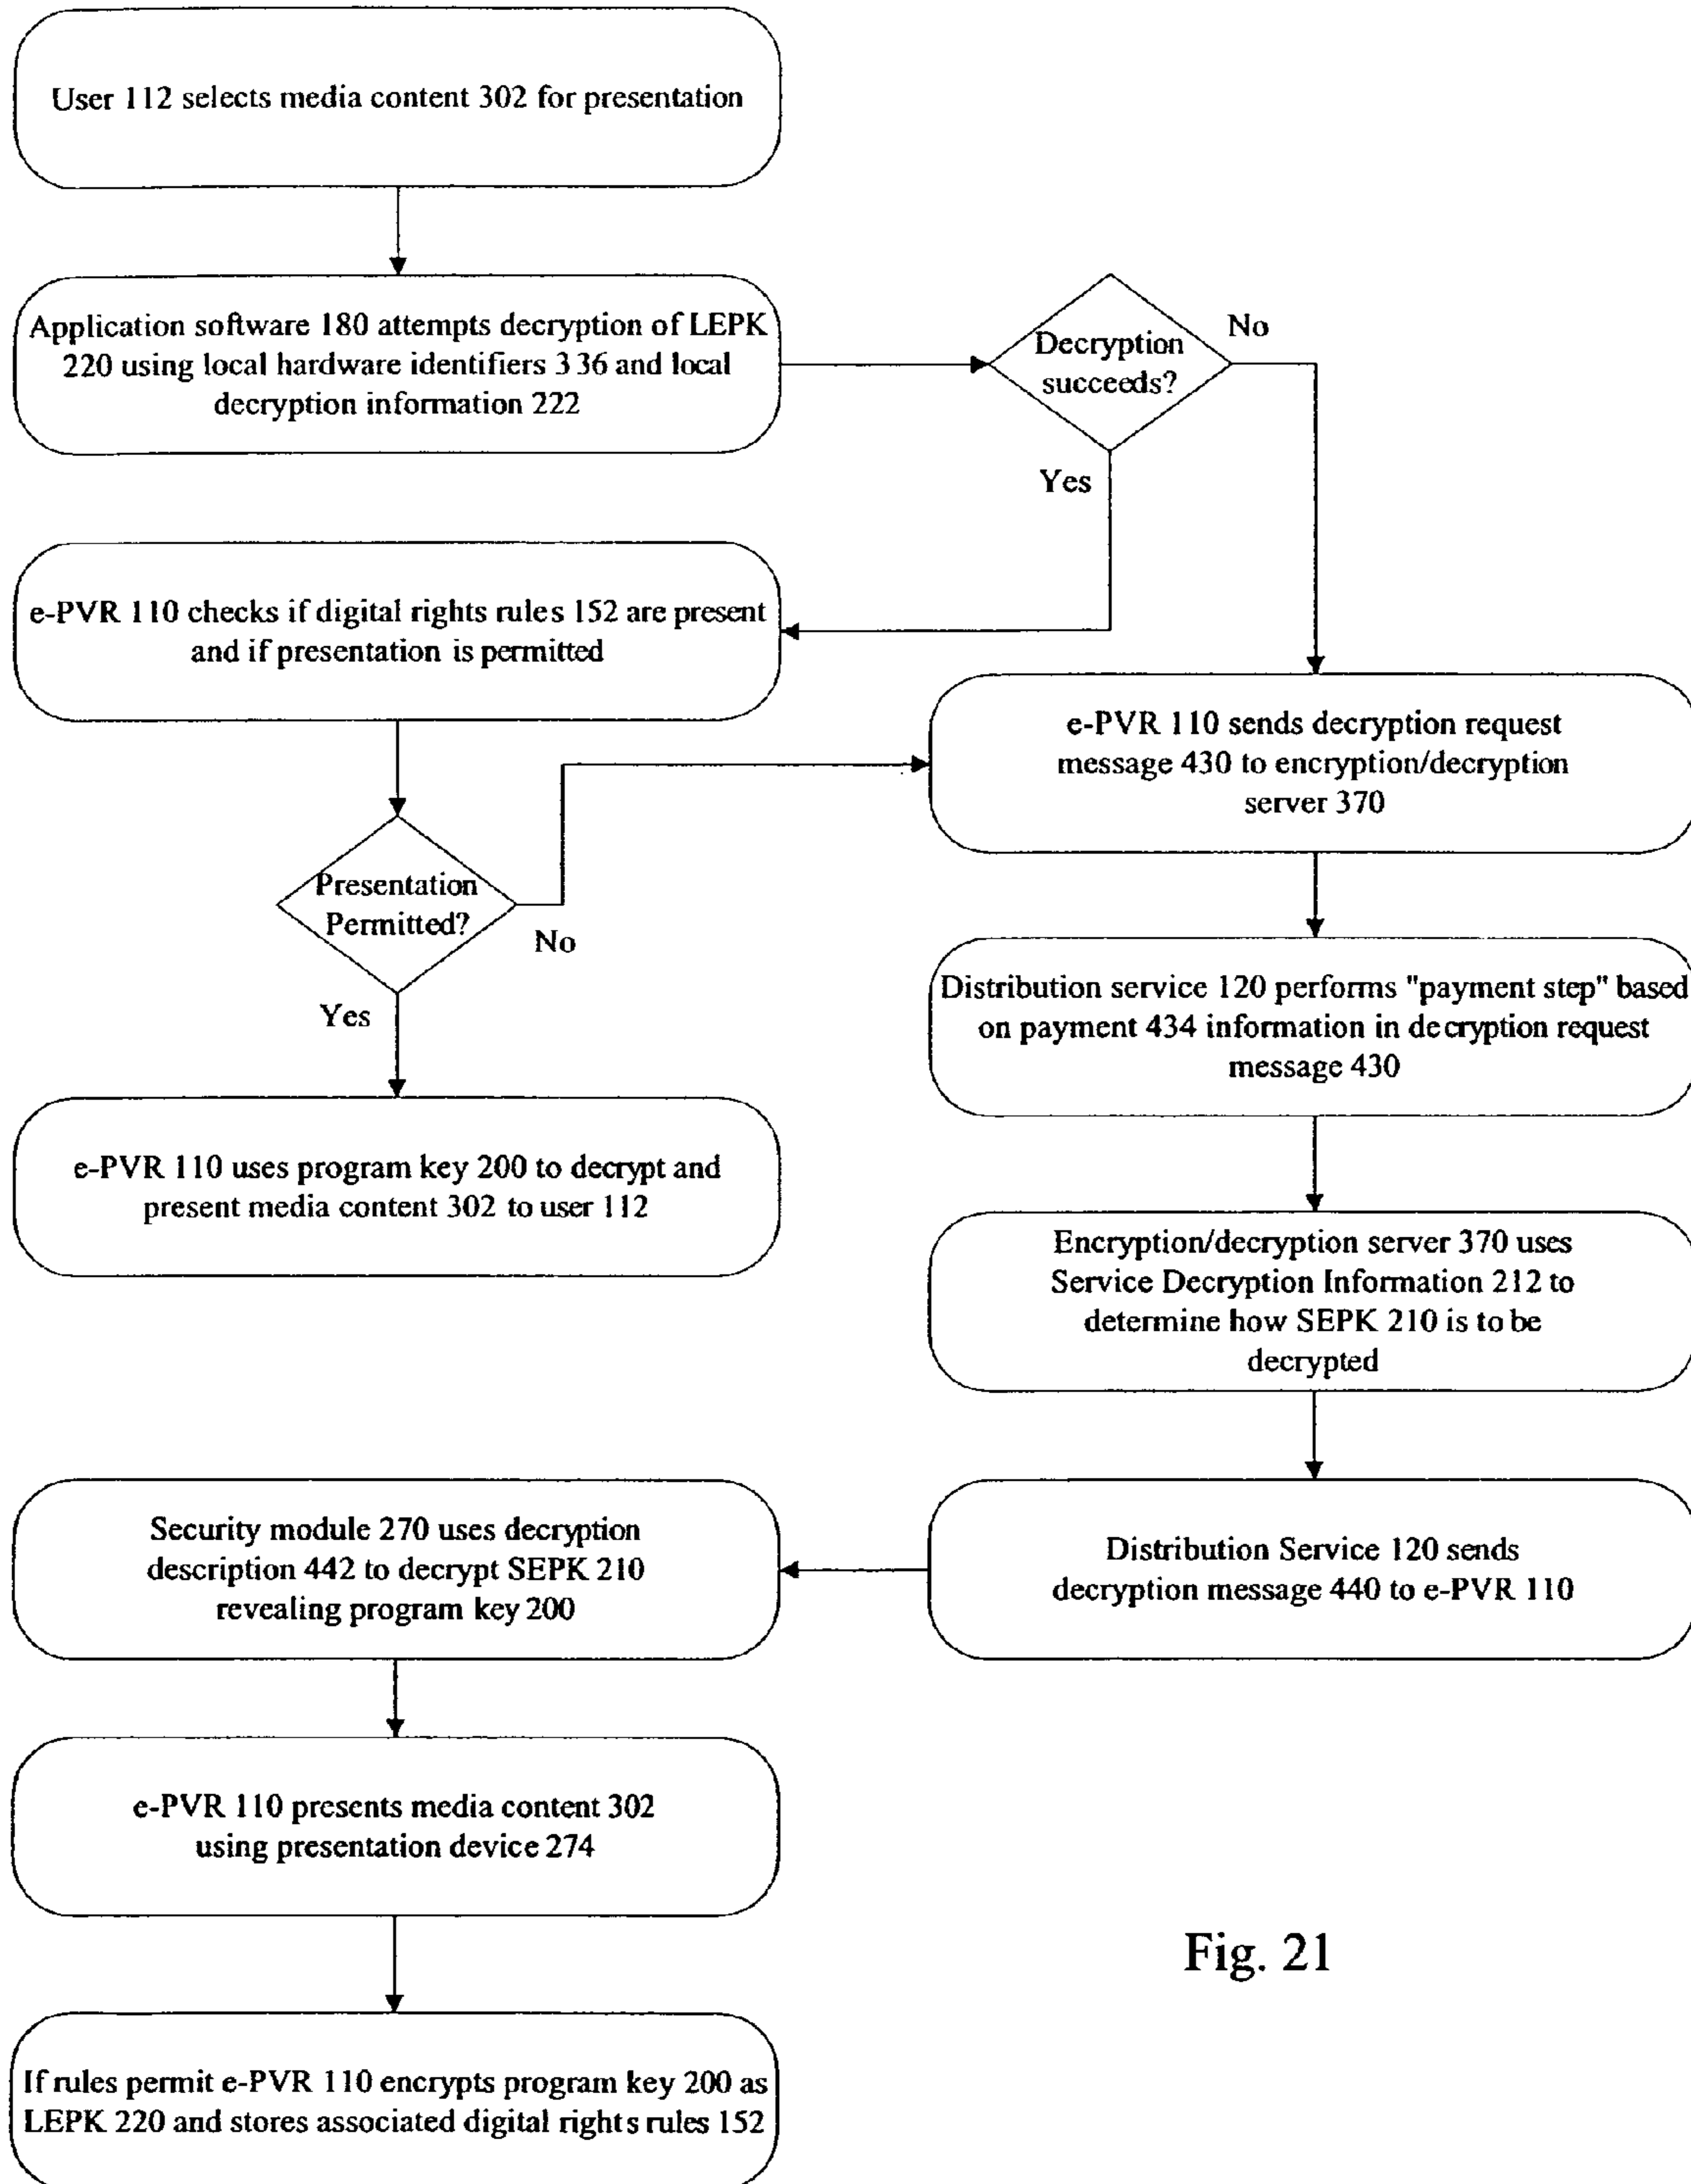 User 112 selects media content 302 for presentation
Application software 180 attempts decryption of LEPK
220 using local hardware identifiers 336 and local
decryption information 222
Decryption
succeeds?
No
Yes
e-PVR 110 checks if digital rights rules 152 are present
and if presentation is permitted
e-PVR 110 sends decryption request
message 430 to encryption/decryption
server 370
Presentation
Permitted?
No
Yes
Distribution service 120 performs "payment step" based
on payment 434 information in decryption request
message 430
e-PVR 110 uses program key 200 to decrypt and
present media content 302 to user 112
Encryption/decryption server 370 uses
Service Decryption Information 212 to
determine how SEPK 210 is to be
decrypted
Distribution Service 120 sends
decryption message 440 to e-PVR 110
Security module 270 uses decryption
description 442 to decrypt SEPK 210
revealing program key 200
e-PVR 110 presents media content 302
using presentation device 274
If rules permit e-PVR 110 encrypts program key 200 as
LEPK 220 and stores associated digital rights rules 152
Fig. 21